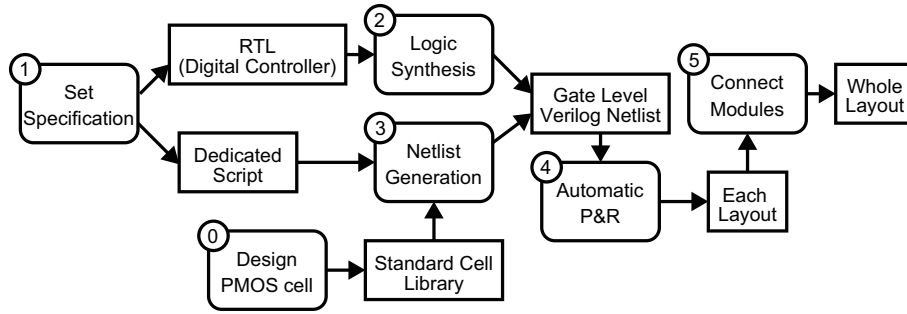 1
Set
Specification
RTL
(Digital Controller)
2
Logic
Synthesis
Dedicated
Script
3
Netlist
Generation
0
Design
PMOS cell
Standard Cell
Library
Gate Level
Verilog Netlist
4
Automatic
P&R
Each
Layout
5
Connect
Modules
Whole
Layout